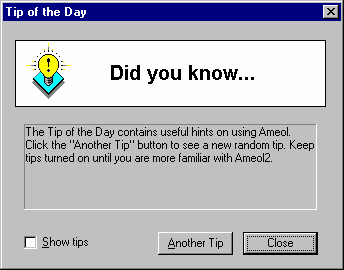 Tip of the Day
Did you know...
The Tip of the Day contains useful hints on using Ameol.
Click the "Another Tip" button to see a new random tip. Keep
tips turned on until you are more familiar with Ameol2.
Show tips
Another Tip
Close